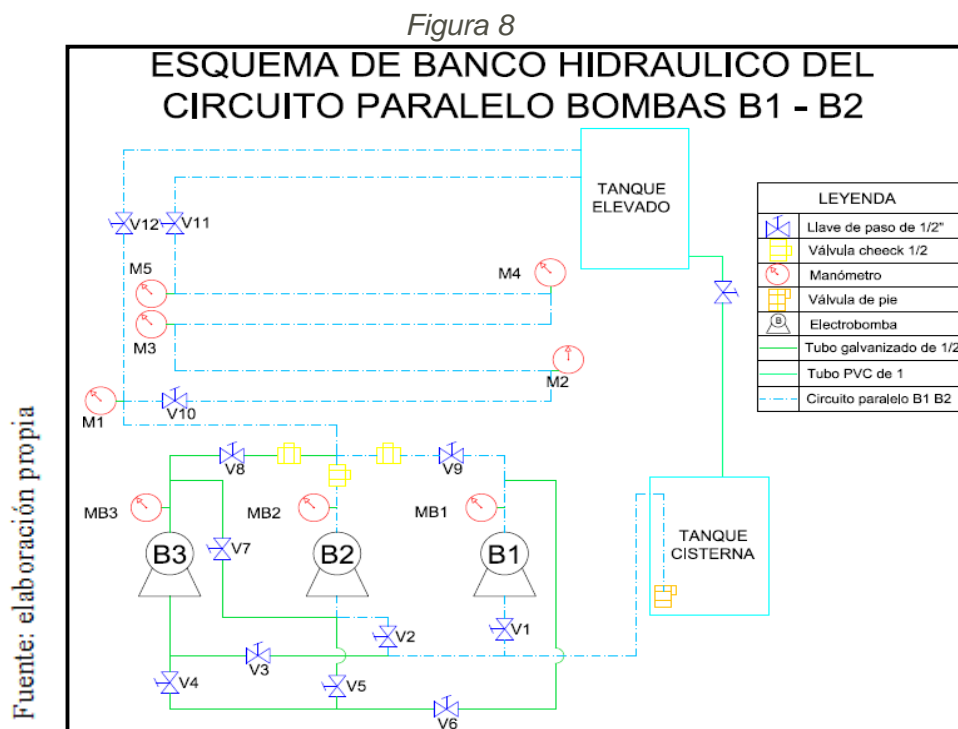 Figura 8
ESQUEMA DE BANCO HIDRAULICO DEL
CIRCUITO PARALELO BOMBAS B1 - B2
TANQUE
ELEVADO
LEYENDA
Llave de paso de 1/2"
Válvula cheeck 1/2
Manómetro
Válvula de pie
B
Electrobomba
Tubo galvanizado de 1/2
Tubo PVC de 1
Circuito paralelo B1 B2
V12
V11
M5
M4
M3
M2
M1
V10
V8
V9
MB3
MB2
MB1
V7
B3
B2
B1
TANQUE
CISTERNA
V1
V2
V3
V4
V5
V6
Fuente: elaboración propia